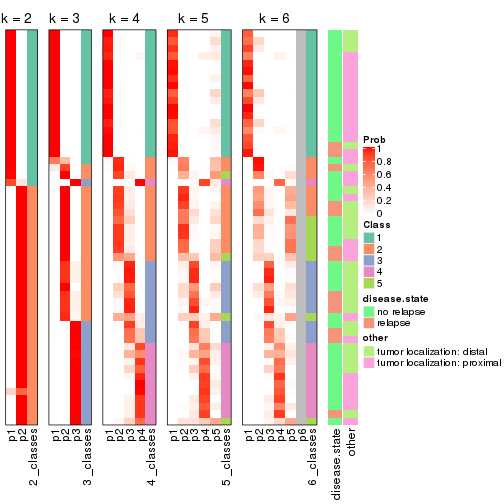 k = 2
k = 3
k = 4
k = 5
k = 6
Prob
1
0.8
0.6
0.4
0.2
0
Class
1
2
3
4
5
disease.state
no relapse
relapse
other
tumor localization: distal
tumor localization: proximal
p1
p2
2_classes
p1
p2
p3
3_classes
p1
p2
p3
p4
4_classes
p1
p2
p3
p4
p5
5_classes
p1
p2
p3
p4
p5
p6
6_classes
disease.state
other